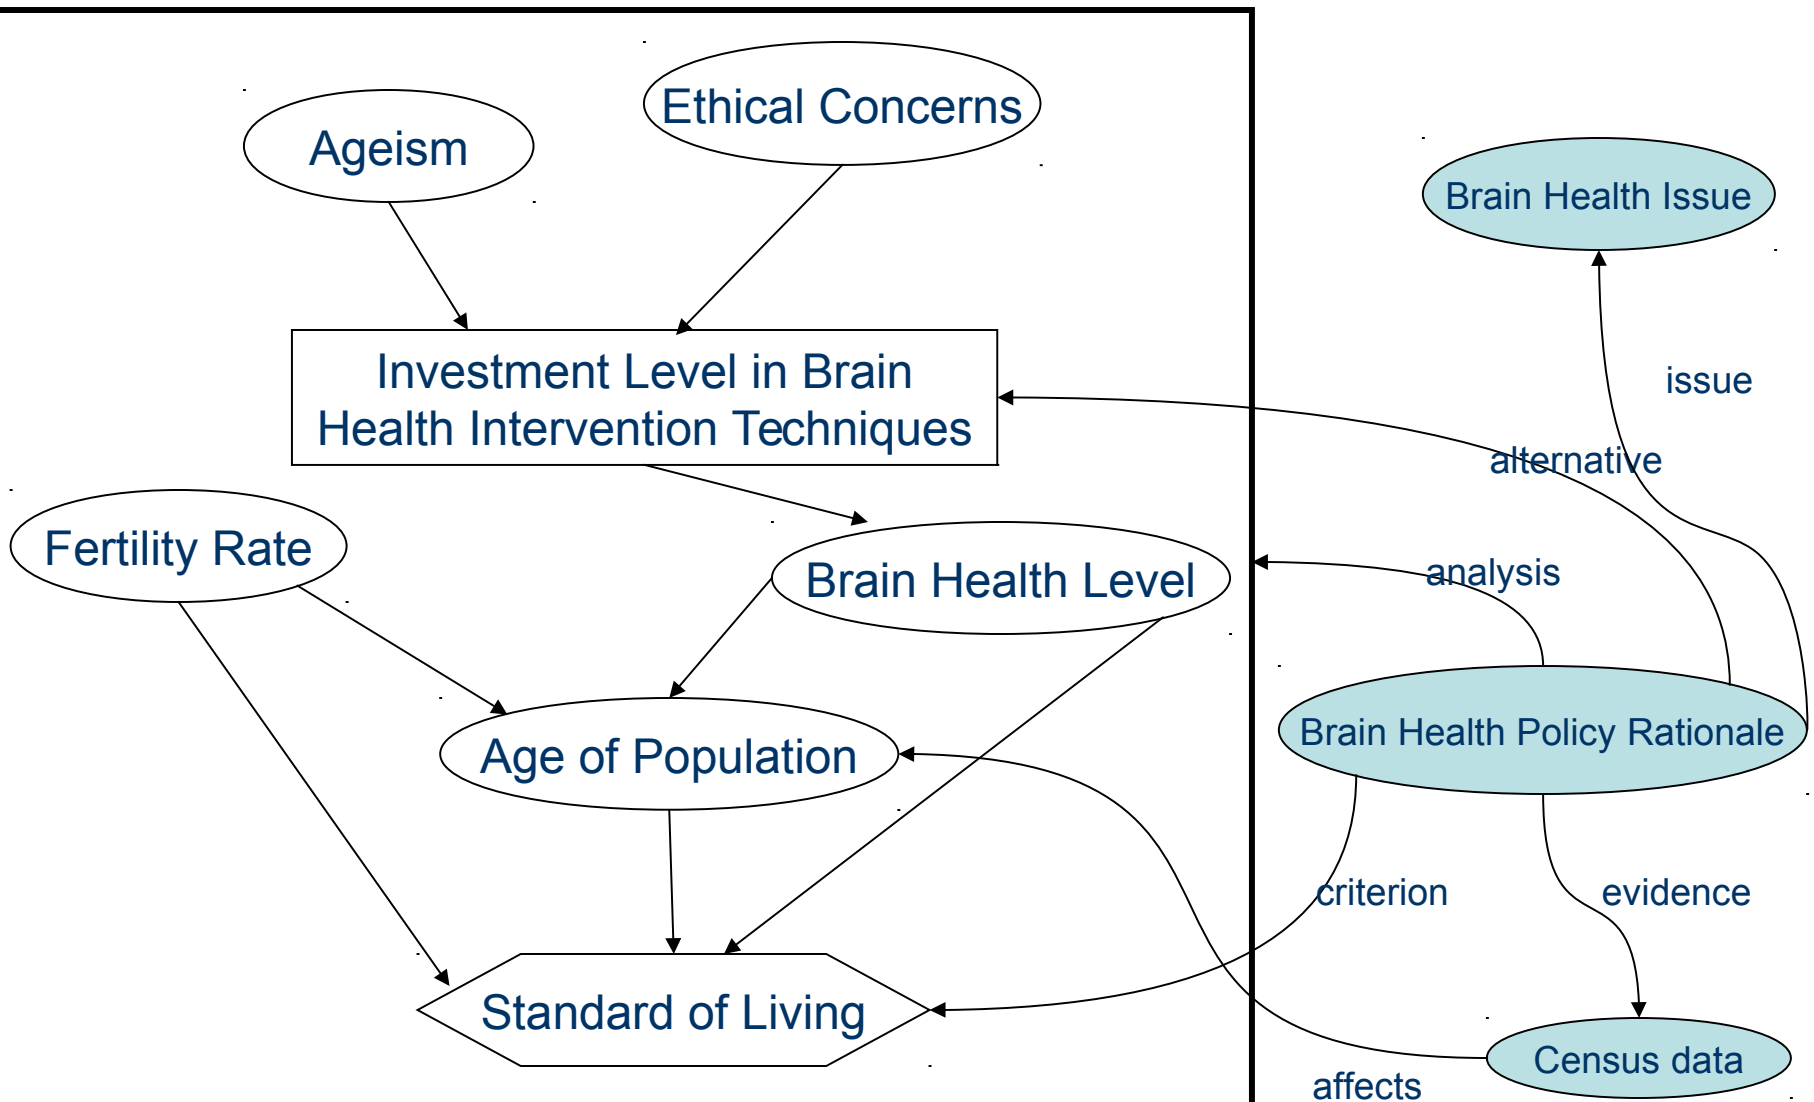 Ethical Concerns
Ageism
Brain Health Issue
Investment Level in Brain
Health Intervention Techniques
issue
alternative
Fertility Rate
Brain Health Level
analysis
Brain Health Policy Rationale
Age of Population
criterion
evidence
Standard of Living
Census data
affects